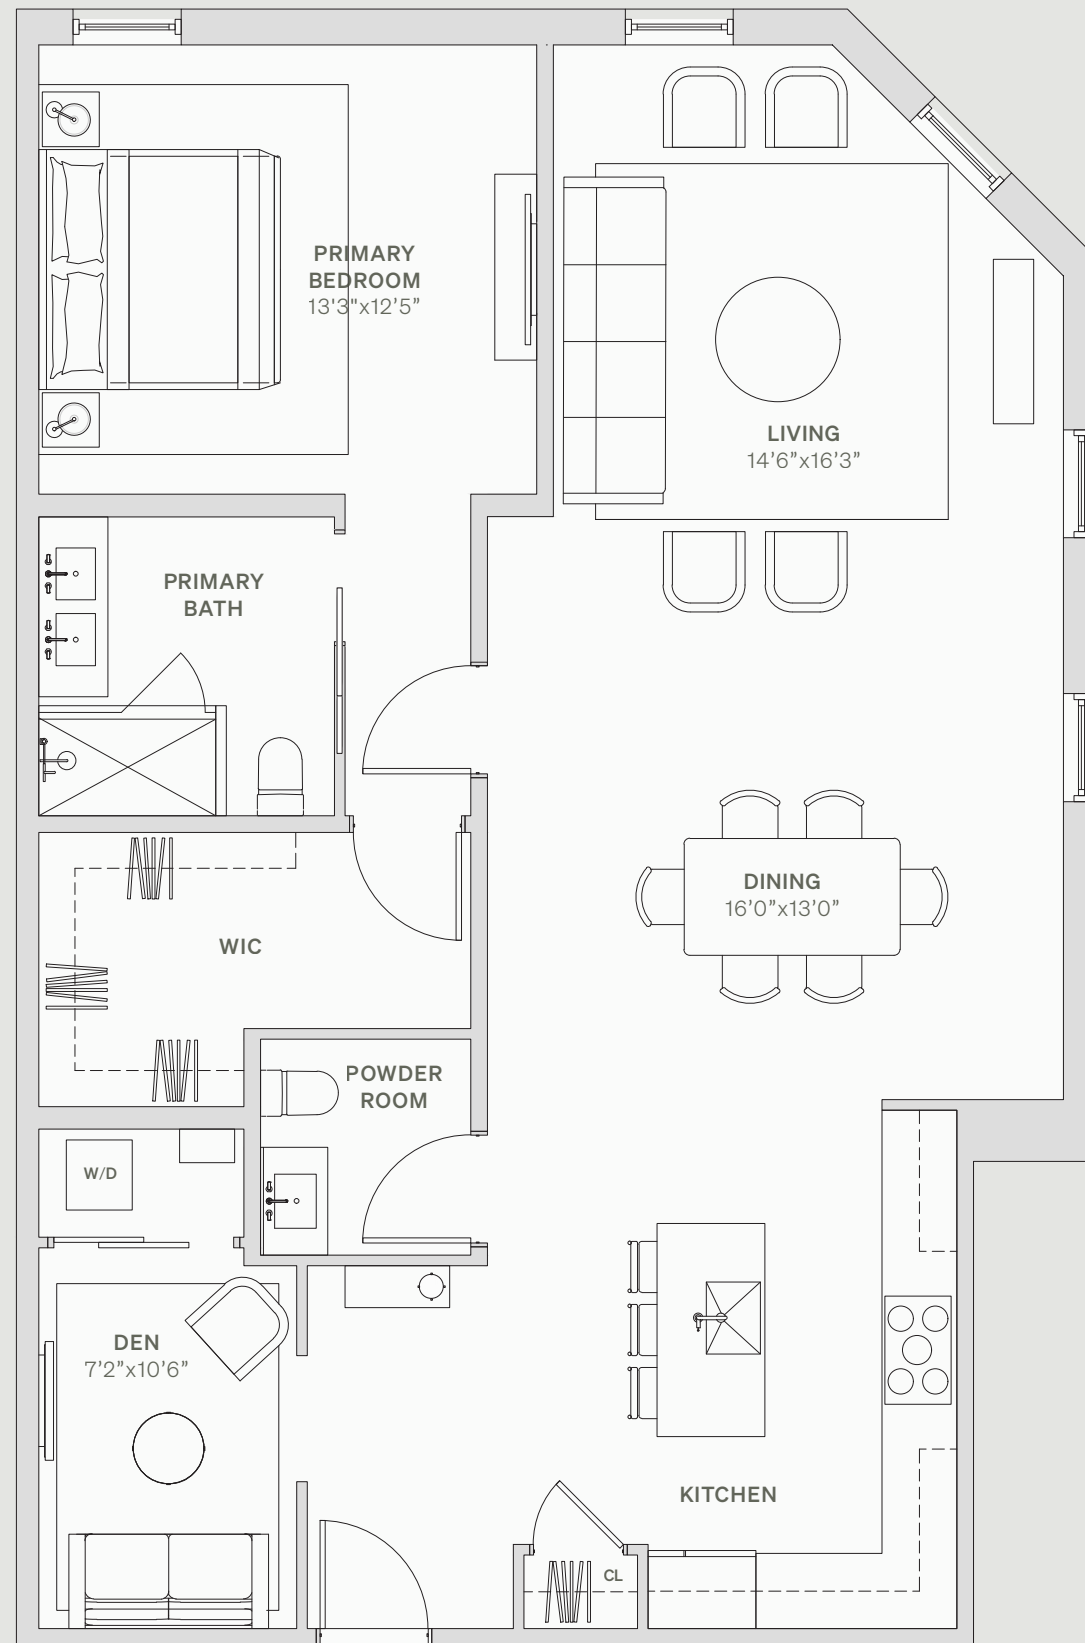 PRIMARY
BEDROOM
13'3"x12’5”
LIVING
14’6”x16’3”
PRIMARY
BATH
DINING
16’0”x13’0”
WIC
POWDER
ROOM
W/D
DEN
7’2”x10’6”
KITCHEN
CL